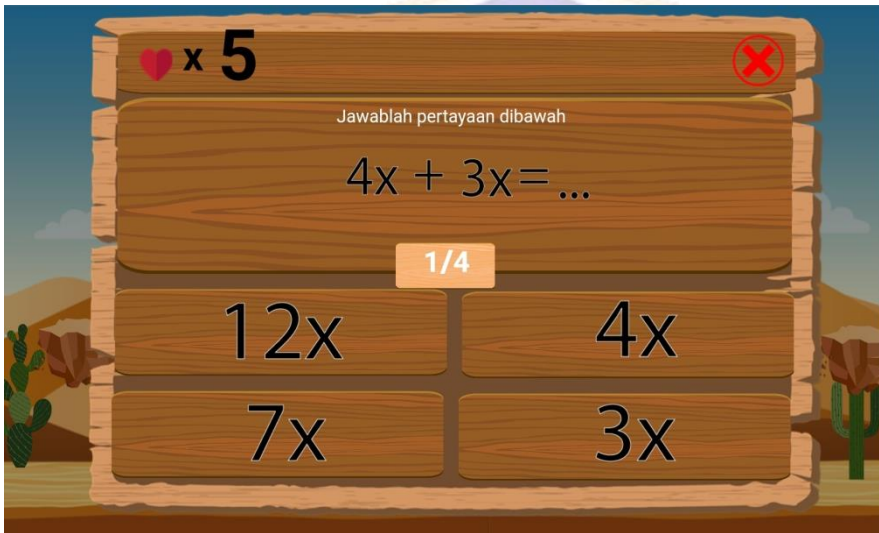 x 5
Jawablah pertayaan dibawah
4x + 3x=...
1/4
12x
4x
7x
3x